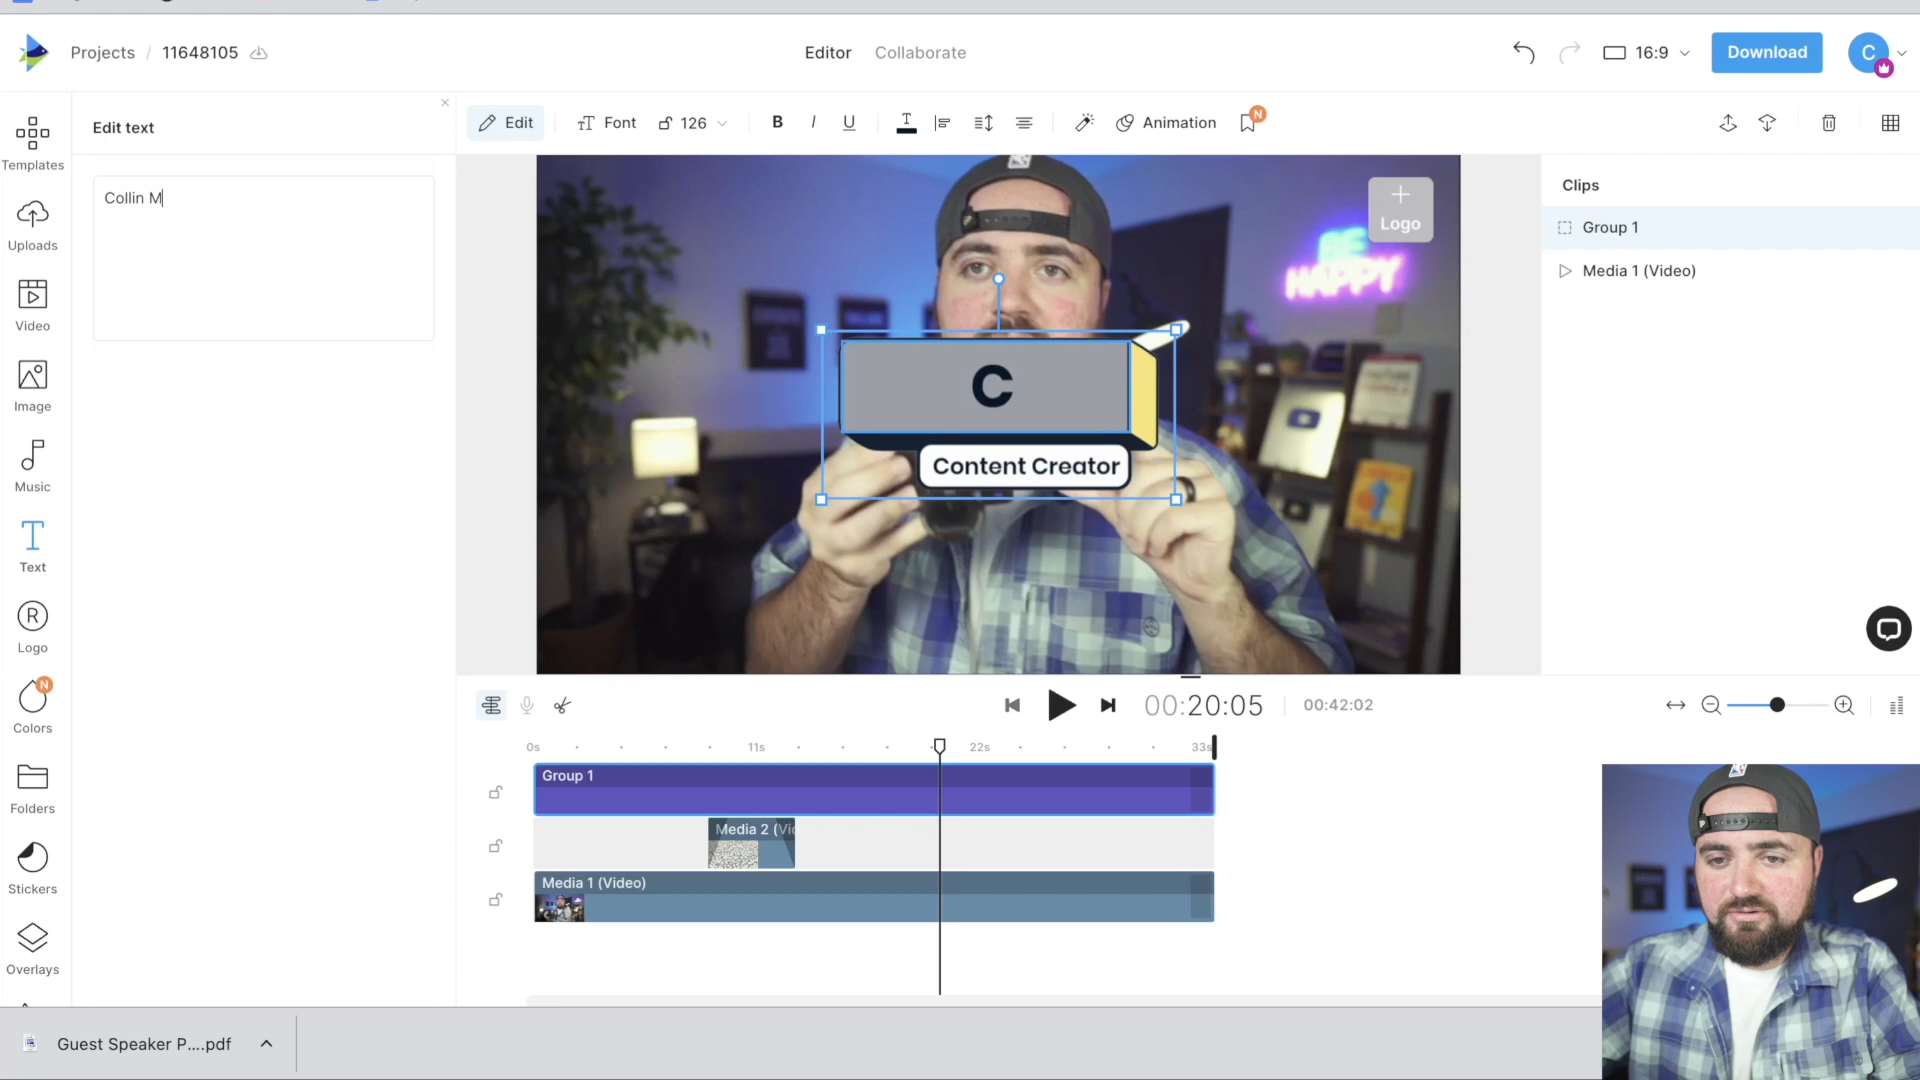 Projects / 11648105
Editor
Collaborate
16:9
Download
C
Edit text
Edit
Font
126
B
I
U
T
Animation
N
Templates
Uploads
Video
Image
Music
Text
R
Logo
N
Colors
Folders
Stickers
Overlays
Collin M
+
Logo
BE
HAPPY
C
Content Creator
Clips
Group 1
Media 1 (Video)
00:20:05
00:42:02
0s
11s
22s
33s
Group 1
Media 2 (Vid
Media 1 (Video)
Guest Speaker P....pdf